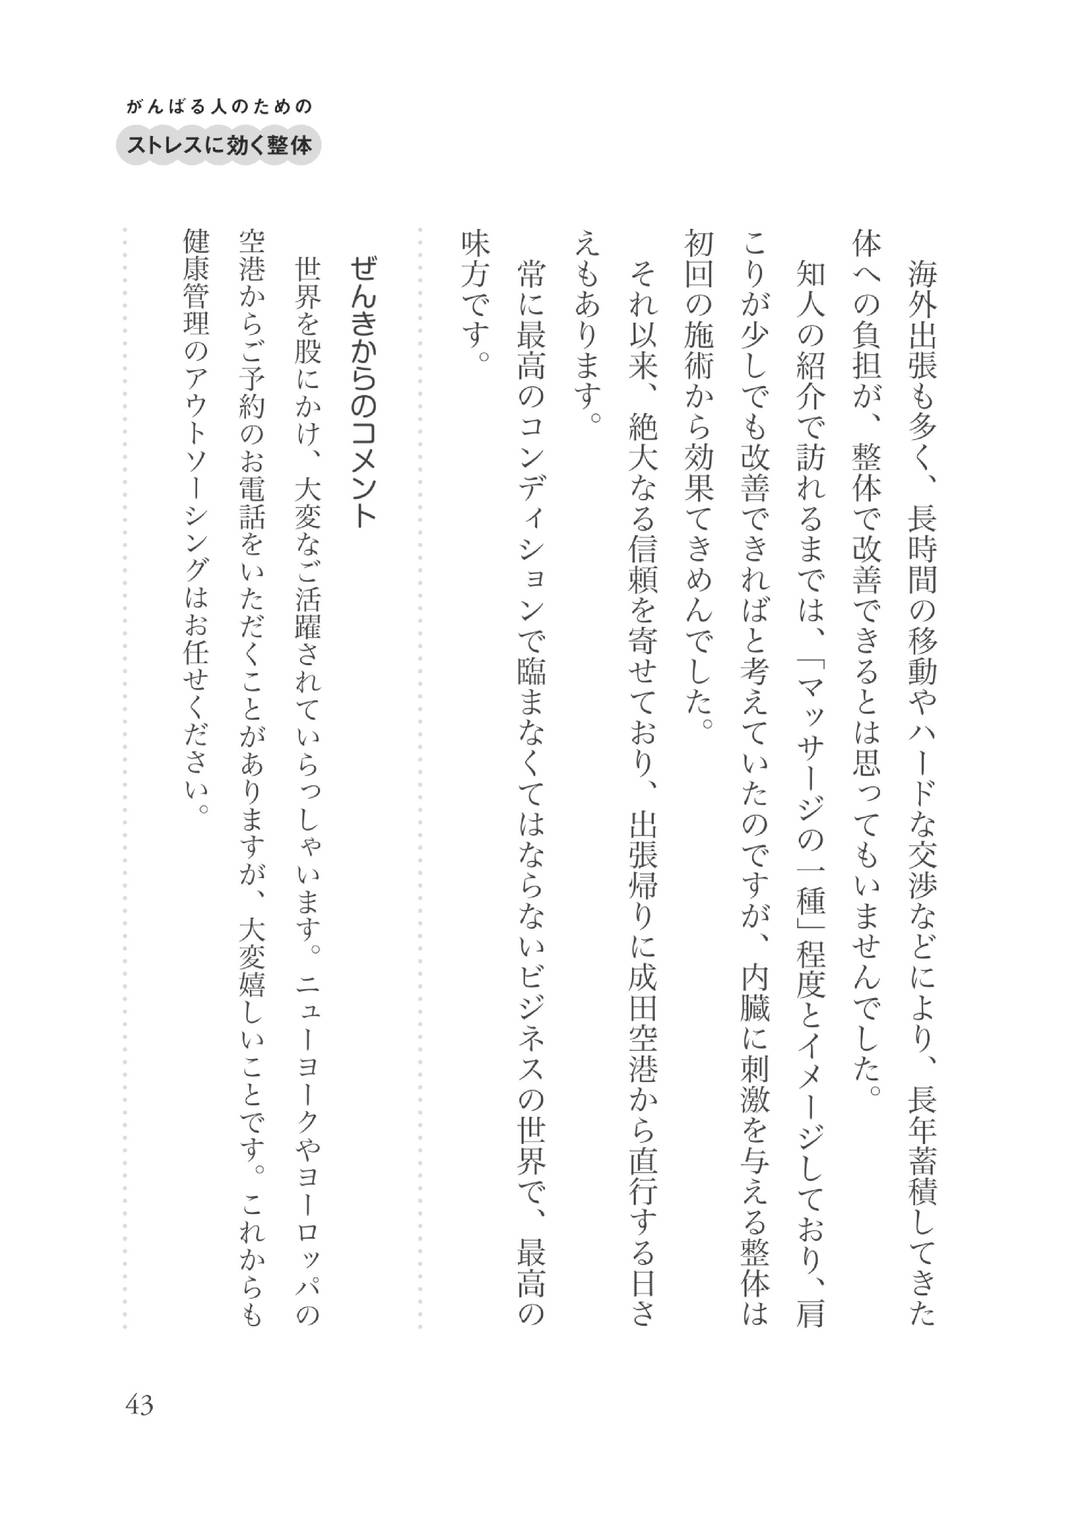 がんばる人のための
ストレスに効く整体
　海外出張も多く、長時間の移動やハードな交渉などにより、長年蓄積してきた
体への負担が、整体で改善できるとは思ってもいませんでした。
　知人の紹介で訪れるまでは、「マッサージの一種」程度とイメージしており、肩
こりが少しでも改善できればと考えていたのですが、内臓に刺激を与える整体は
初回の施術から効果てきめんでした。
　それ以来、絶大なる信頼を寄せており、出張帰りに成田空港から直行する日さ
えもあります。
　常に最高のコンディションで臨まなくてはならないビジネスの世界で、最高の
味方です。
ぜんきからのコメント
　世界を股にかけ、大変なご活躍されていらっしゃいます。ニューヨークやヨーロッパの
空港からご予約のお電話をいただくことがありますが、大変嬉しいことです。これからも
健康管理のアウトソーシングはお任せください。
43